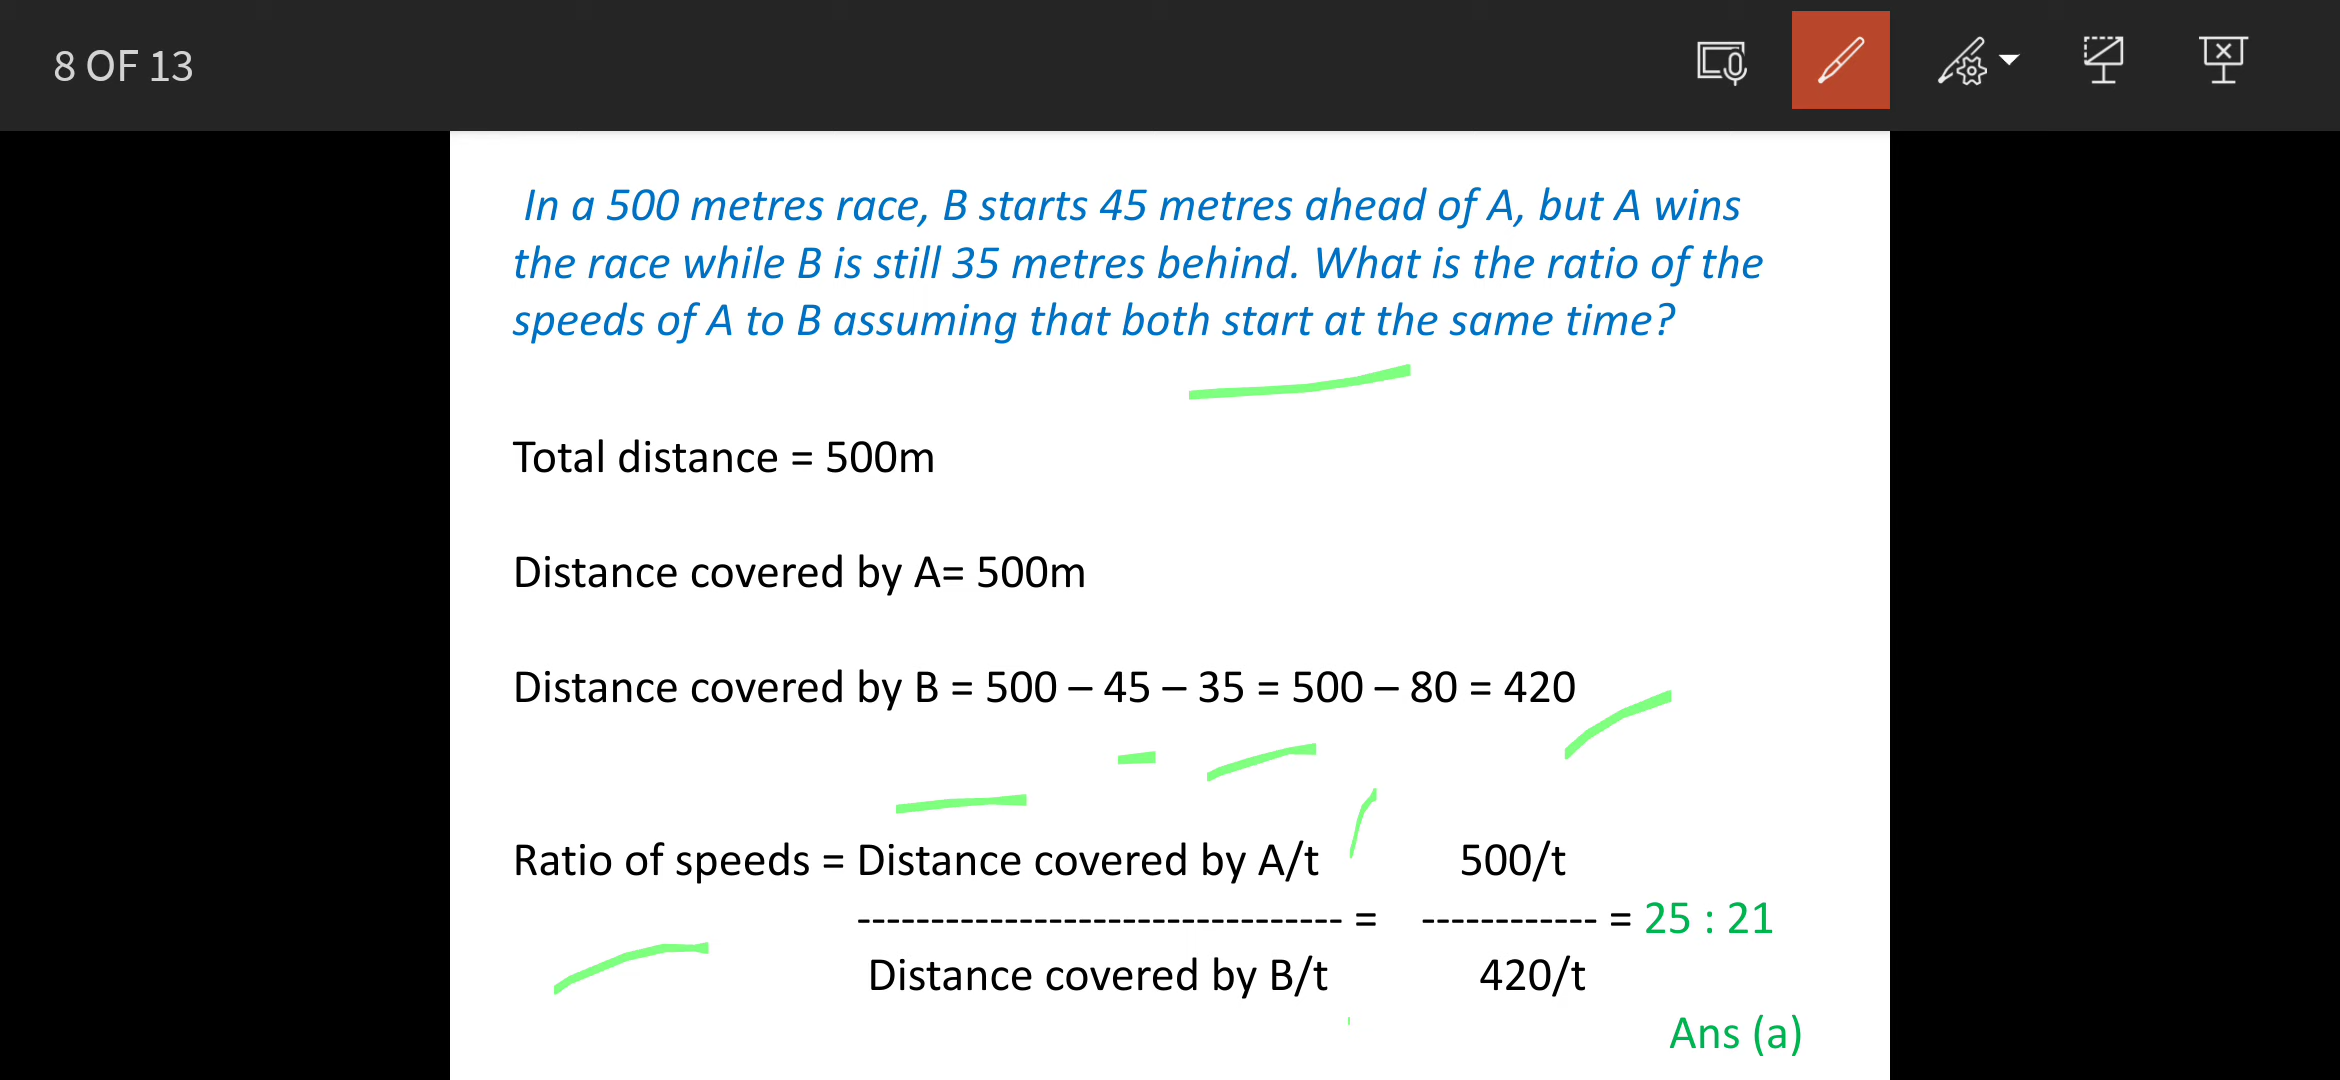 8 OF 13
In a 500 metres race, B starts 45 metres ahead of A, but A wins
the race while B is still 35 metres behind. What is the ratio of the
speeds of A to B assuming that both start at the same time?
Total distance = 500m
Distance covered by A= 500m
Distance covered by B = 500 – 45 – 35 = 500 – 80 = 420
Ratio of speeds = Distance covered by A/t 500/t
--------------------------------- = ------------ = 25 : 21
Distance covered by B/t 420/t
Ans (a)